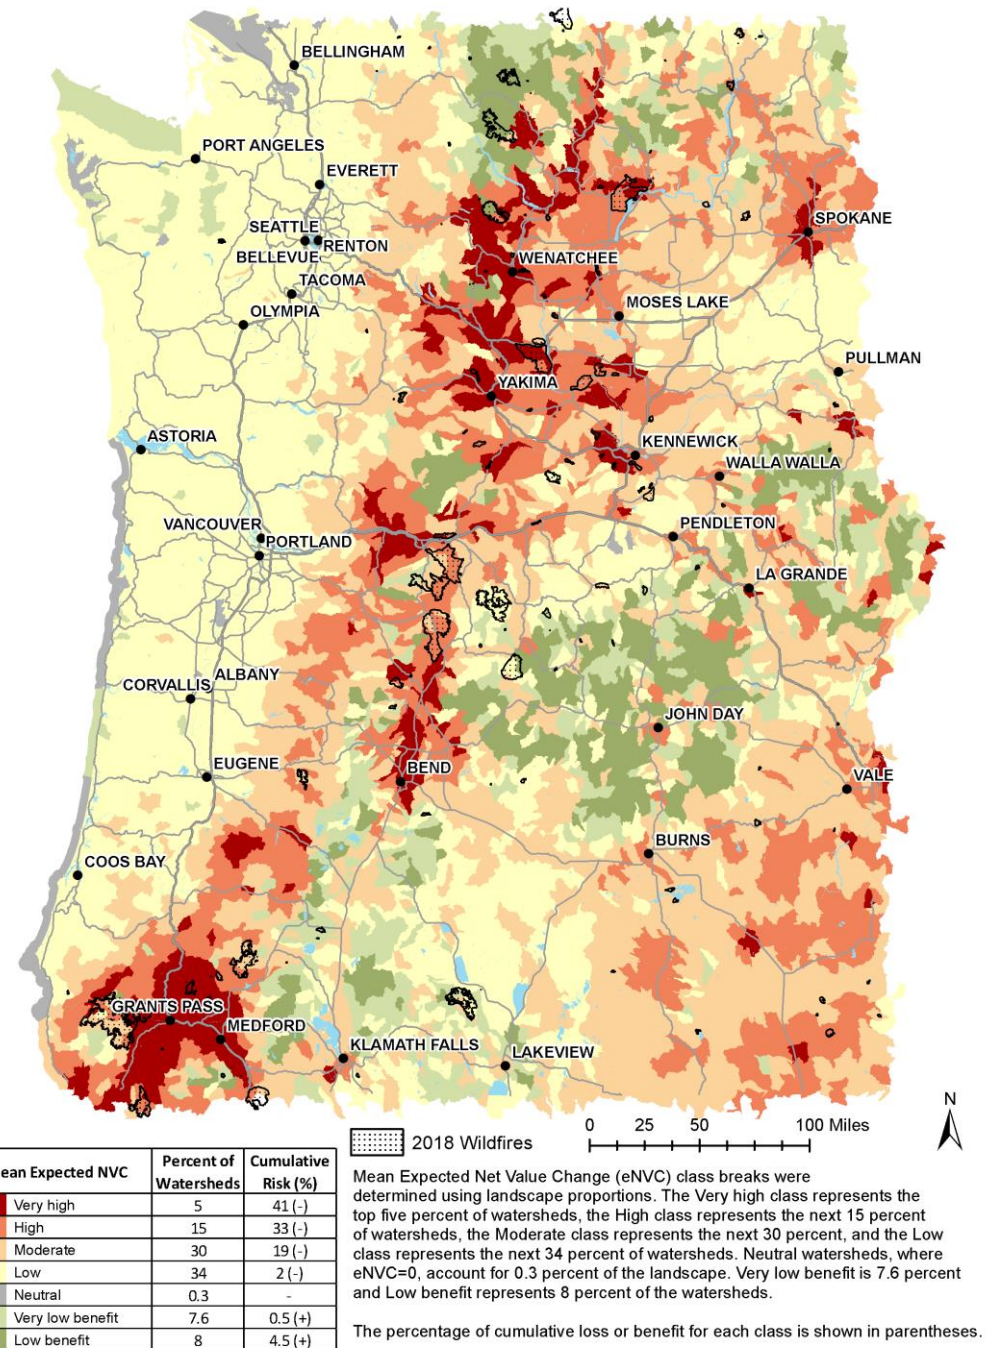 BELLINGHAM
PORT ANGELES
EVERETT
SEATTLE
RENTON
BELLEVUE
SPOKANE
WENATCHEE
TACOMA
MOSES LAKE
OLYMPIA
PULLMAN
YAKIMA
ASTORIA
KENNEWICK
WALLA WALLA
VANCOUVER
PENDLETON
PORTLAND
LA GRANDE
ALBANY
CORVALLIS
JOHN DAY
EUGENE
BEND
VALE
BURNS
COOS BAY
GRANTS PASS
MEDFORD
KLAMATH FALLS
LAKEVIEW
N
0 25 50 100 Miles
2018 Wildfires
ean Expected NVC Percent of Watersheds Cumulative Risk (%)
Very high 5 41 (-)
High 15 33 (-)
Moderate 30 19 (-)
Low 34 2 (-)
Neutral 0.3 -
Very low benefit 7.6 0.5 (+)
Low benefit 8 4.5 (+)
Mean Expected Net Value Change (eNVC) class breaks were
determined using landscape proportions. The Very high class represents the
top five percent of watersheds, the High class represents the next 15 percent
of watersheds, the Moderate class represents the next 30 percent, and the Low
class represents the next 34 percent of watersheds. Neutral watersheds, where
eNVC=0, account for 0.3 percent of the landscape. Very low benefit is 7.6 percent
and Low benefit represents 8 percent of the watersheds.
The percentage of cumulative loss or benefit for each class is shown in parentheses.